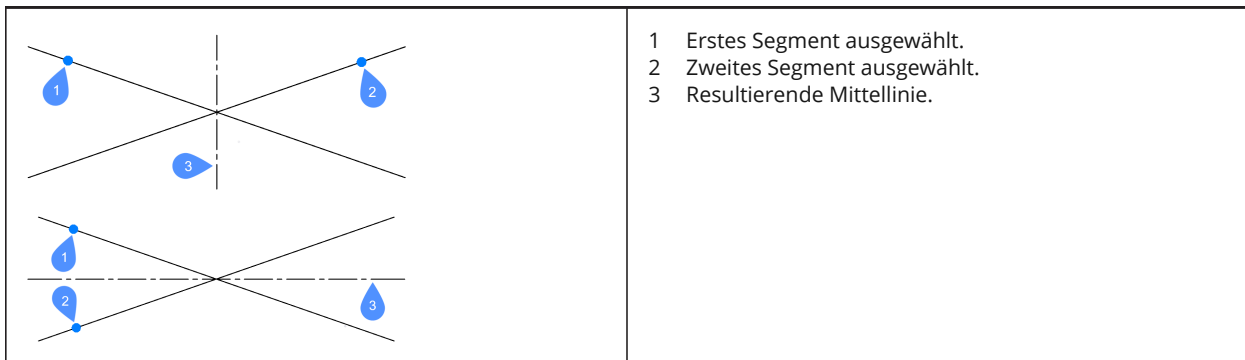 1 2 3
1 2 3
1 Erstes Segment ausgewählt.
2 Zweites Segment ausgewählt.
3 Resultierende Mittellinie.